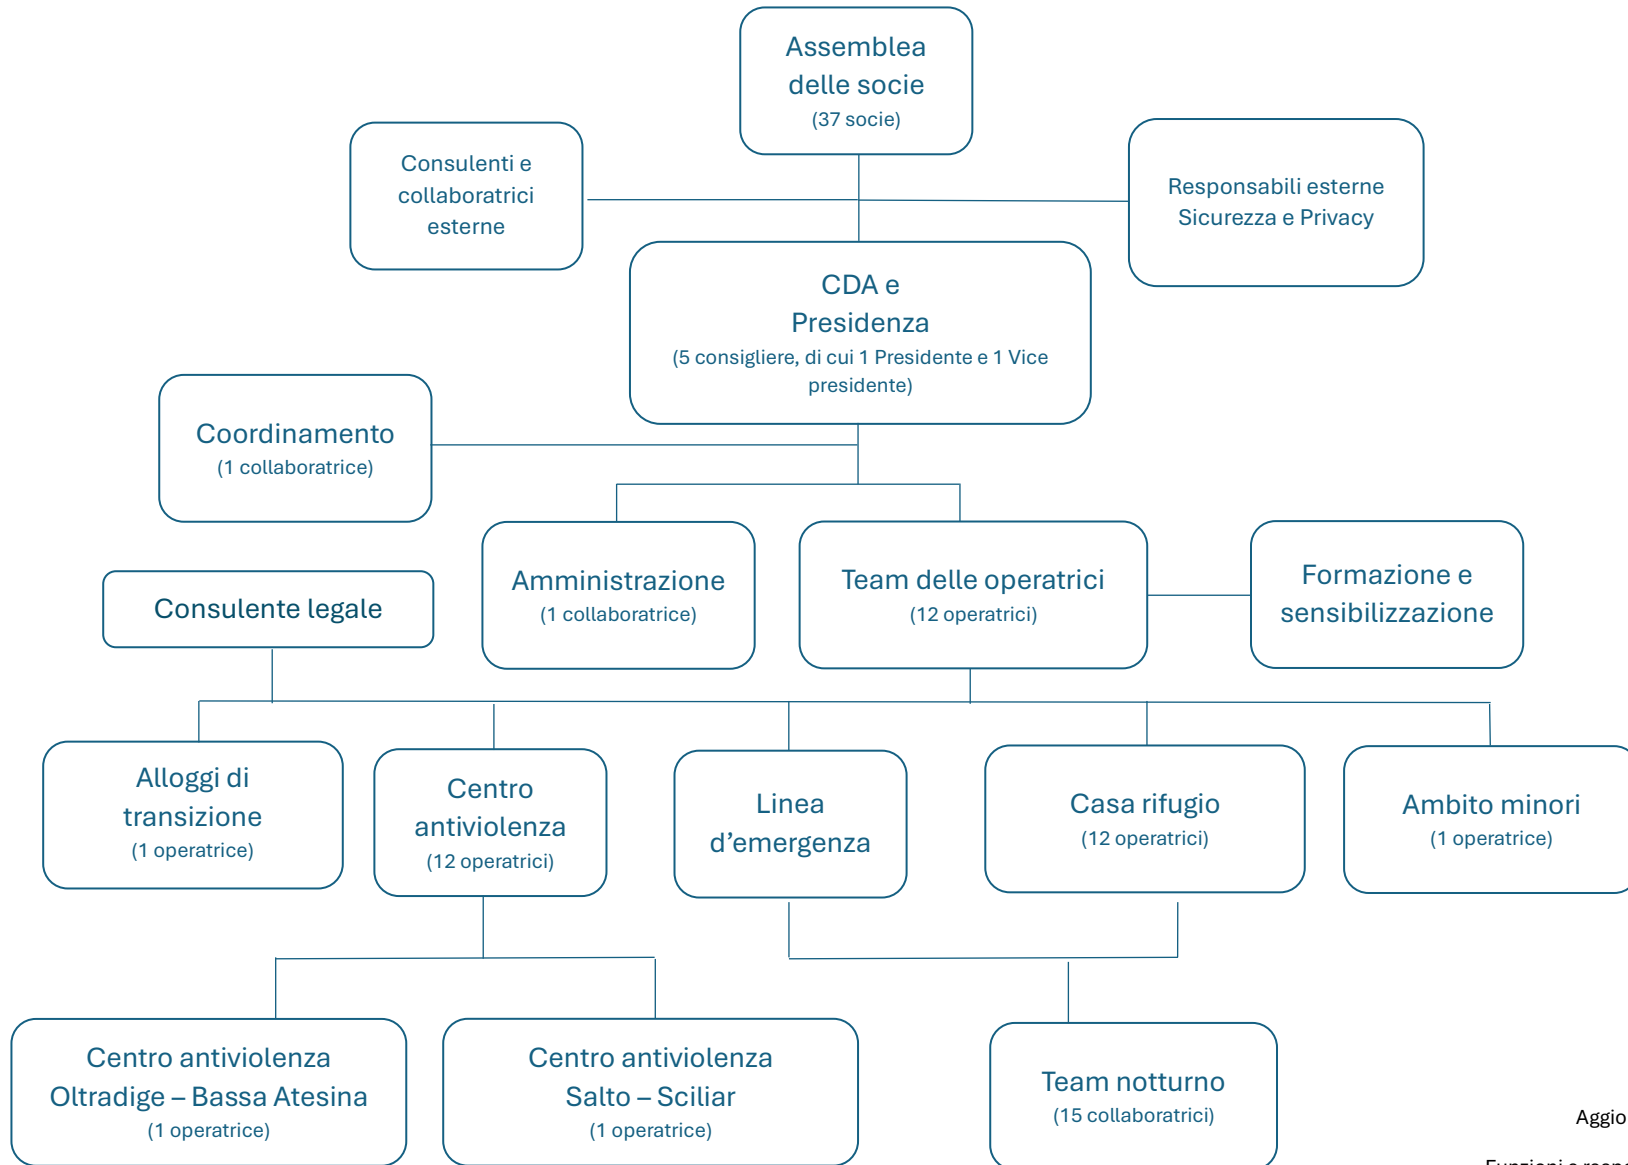 Assemblea
delle socie
(37 socie)
Consulenti e
collaboratrici
esterne
Responsabili esterne
Sicurezza e Privacy
CDA e
Presidenza
(5 consigliere, di cui 1 Presidente e 1 Vice
presidente)
Coordinamento
(1 collaboratrice)
Amministrazione
(1 collaboratrice)
Team delle operatrici
(12 operatrici)
Formazione e
sensibilizzazione
Consulente legale
Alloggi di
transizione
(1 operatrice)
Centro
antiviolenza
(12 operatrici)
Linea
d’emergenza
Casa rifugio
(12 operatrici)
Ambito minori
(1 operatrice)
Centro antiviolenza
Oltradige – Bassa Atesina
(1 operatrice)
Centro antiviolenza
Salto – Sciliar
(1 operatrice)
Team notturno
(15 collaboratrici)
Aggio